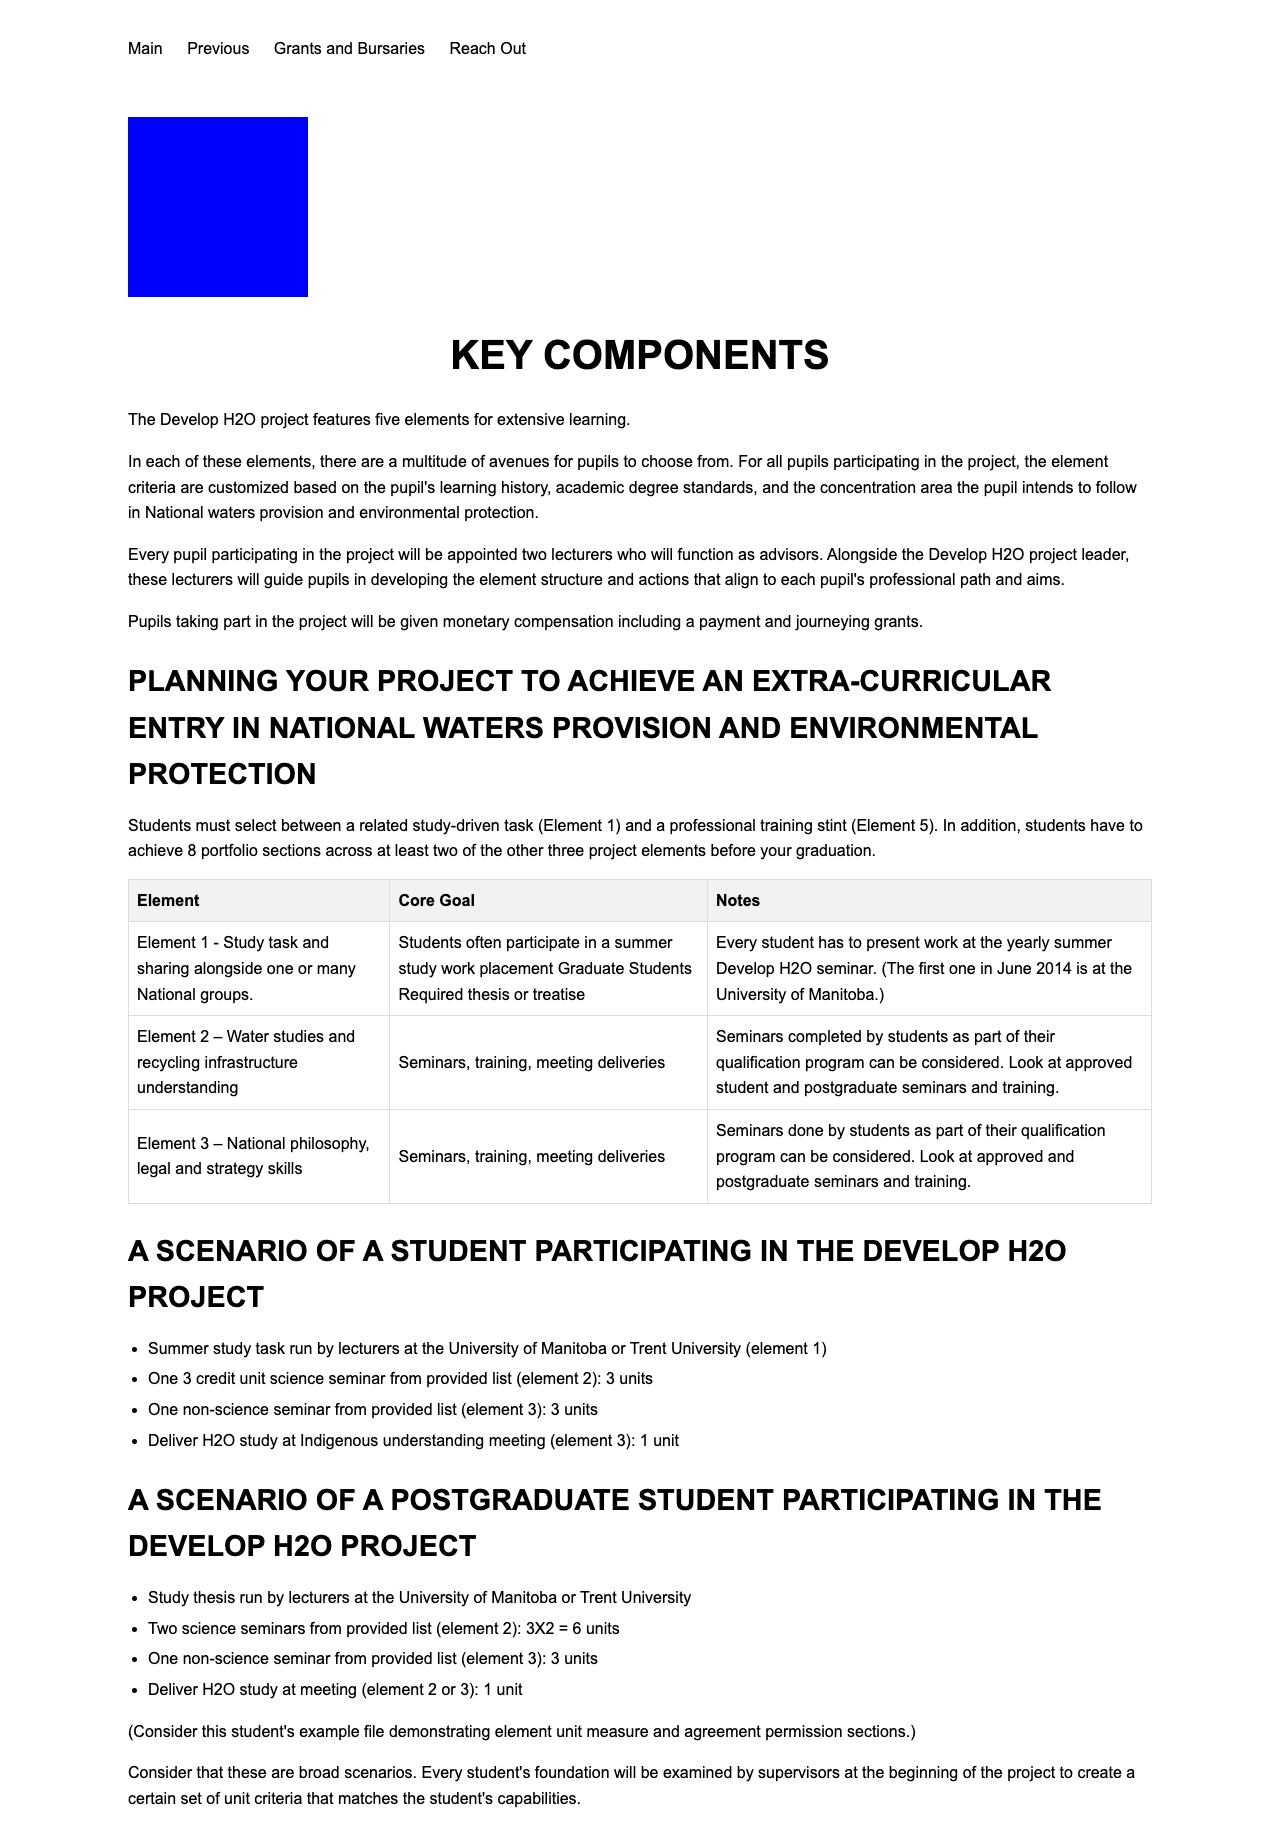 Main Previous Grants and Bursaries Reach Out
KEY COMPONENTS
The Develop H2O project features five elements for extensive learning.
In each of these elements, there are a multitude of avenues for pupils to choose from. For all pupils participating in the project, the element
criteria are customized based on the pupil's learning history, academic degree standards, and the concentration area the pupil intends to follow
in National waters provision and environmental protection.
Every pupil participating in the project will be appointed two lecturers who will function as advisors. Alongside the Develop H2O project leader,
these lecturers will guide pupils in developing the element structure and actions that align to each pupil's professional path and aims.
Pupils taking part in the project will be given monetary compensation including a payment and journeying grants.
PLANNING YOUR PROJECT TO ACHIEVE AN EXTRA-CURRICULAR
ENTRY IN NATIONAL WATERS PROVISION AND ENVIRONMENTAL
PROTECTION
Students must select between a related study-driven task (Element 1) and a professional training stint (Element 5). In addition, students have to
achieve 8 portfolio sections across at least two of the other three project elements before your graduation.
Element
Core Goal
Notes
Element 1 - Study task and
sharing alongside one or many
National groups.
Students often participate in a summer
study work placement Graduate Students
Required thesis or treatise
Every student has to present work at the yearly summer
Develop H2O seminar. (The first one in June 2014 is at the
University of Manitoba.)
Element 2 – Water studies and
recycling infrastructure
understanding
Seminars, training, meeting deliveries
Seminars completed by students as part of their
qualification program can be considered. Look at approved
student and postgraduate seminars and training.
Element 3 – National philosophy,
legal and strategy skills
Seminars, training, meeting deliveries
Seminars done by students as part of their qualification
program can be considered. Look at approved and
postgraduate seminars and training.
A SCENARIO OF A STUDENT PARTICIPATING IN THE DEVELOP H2O
PROJECT
• Summer study task run by lecturers at the University of Manitoba or Trent University (element 1)
• One 3 credit unit science seminar from provided list (element 2): 3 units
• One non-science seminar from provided list (element 3): 3 units
• Deliver H2O study at Indigenous understanding meeting (element 3): 1 unit
A SCENARIO OF A POSTGRADUATE STUDENT PARTICIPATING IN THE
DEVELOP H2O PROJECT
• Study thesis run by lecturers at the University of Manitoba or Trent University
• Two science seminars from provided list (element 2): 3X2 = 6 units
• One non-science seminar from provided list (element 3): 3 units
• Deliver H2O study at meeting (element 2 or 3): 1 unit
(Consider this student's example file demonstrating element unit measure and agreement permission sections.)
Consider that these are broad scenarios. Every student's foundation will be examined by supervisors at the beginning of the project to create a
certain set of unit criteria that matches the student's capabilities.